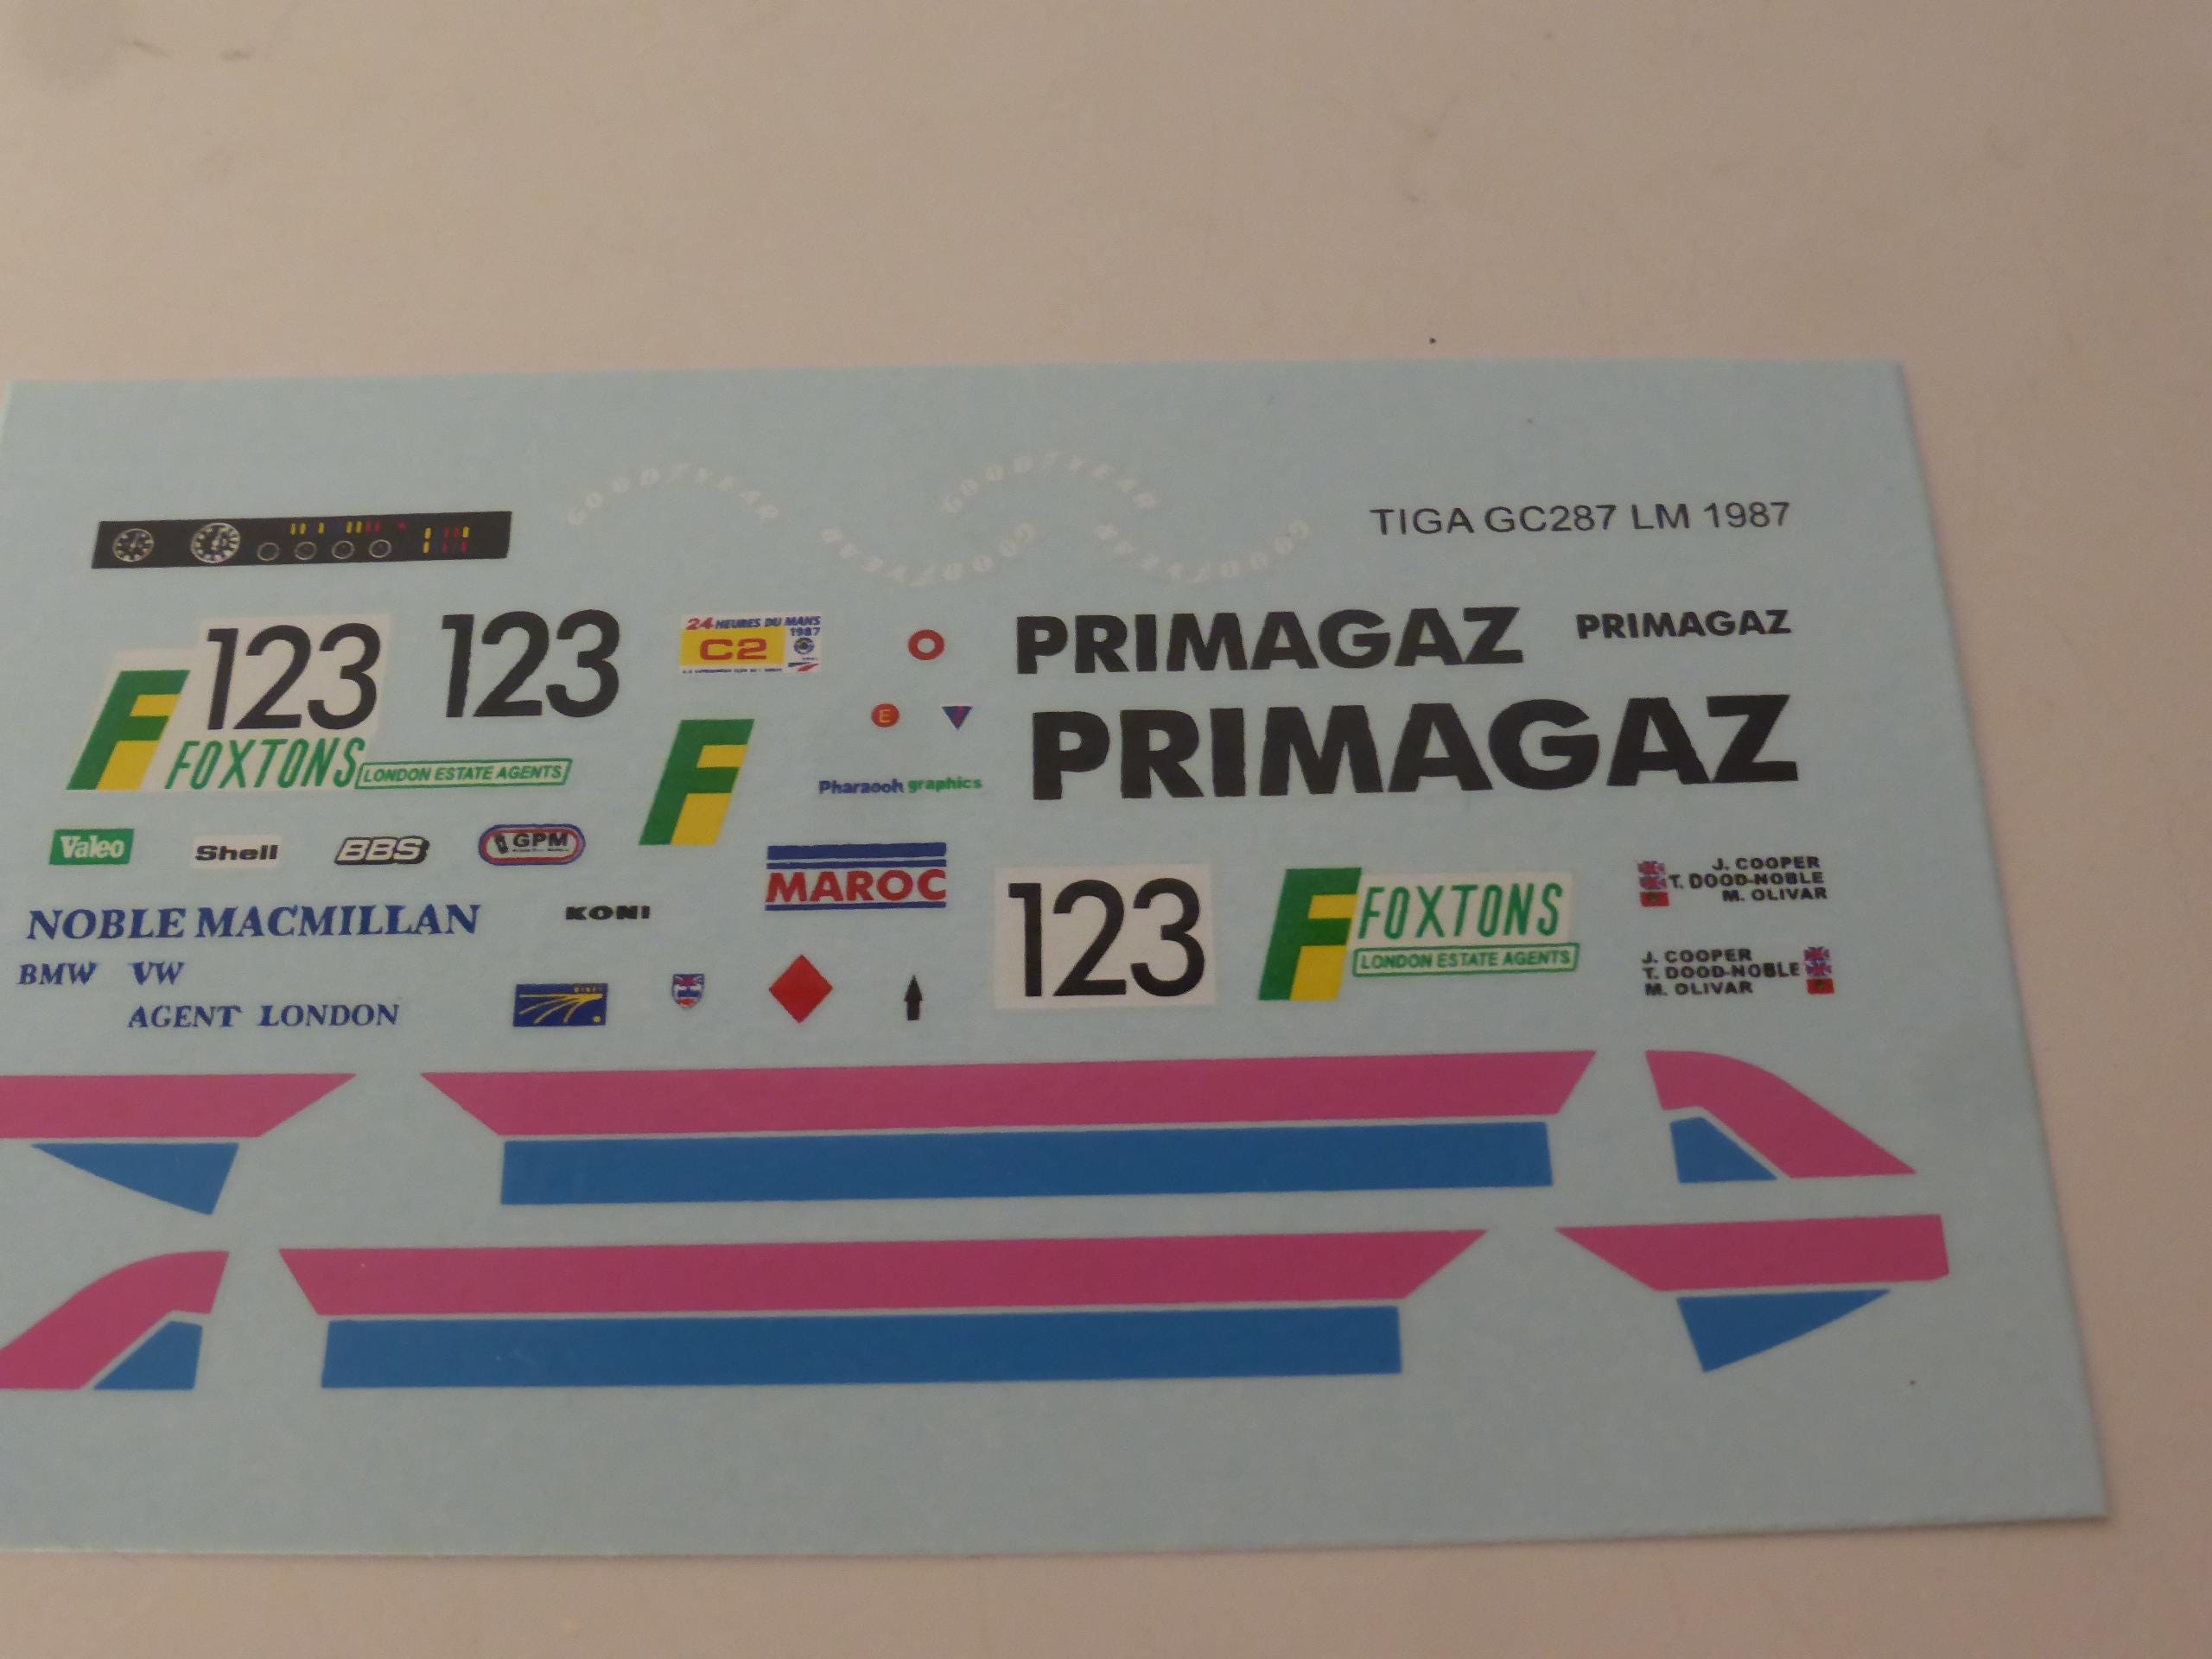 GOODYEAR
GOODYEAR
GOODYEAR
GOODYEAR
TIGA GC287 LM 1987
123
123
24 HEURES DU MANS
1987
C2
PRIMAGAZ
PRIMAGAZ
F
FOXTONS
LONDON ESTATE AGENTS
F
E
PRIMAGAZ
Pharaooh graphics
Valeo
Shell
BBS
GPM
MAROC
NOBLE MACMILLAN
KONI
BMW VW
AGENT LONDON
123
F
FOXTONS
LONDON ESTATE AGENTS
J. COOPER
T. DOOD-NOBLE
M. OLIVAR
J. COOPER
T. DOOD-NOBLE
M. OLIVAR